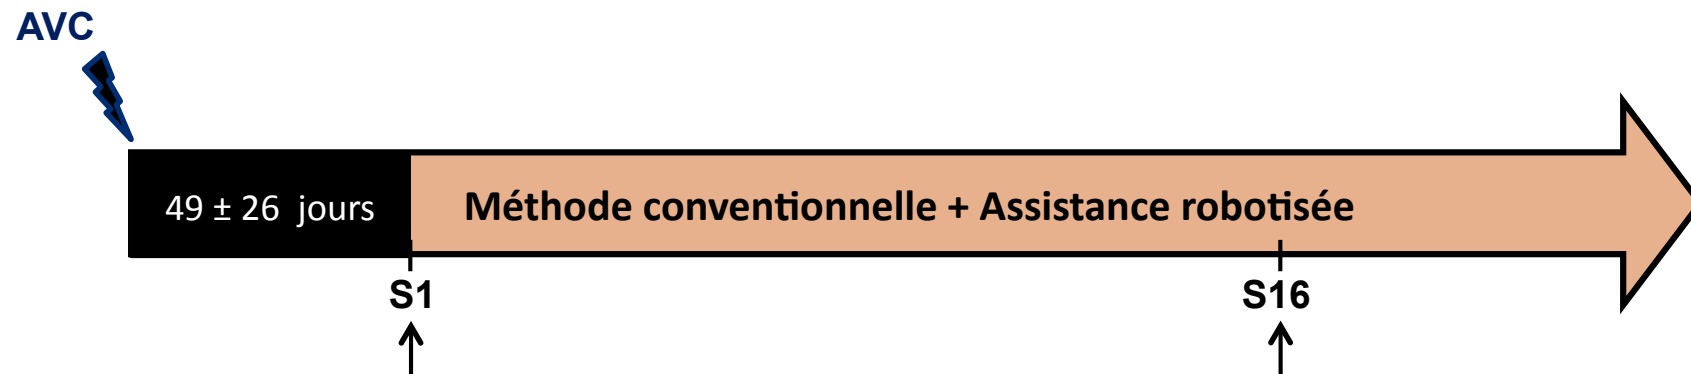 AVC
49 ± 26 jours
Méthode conventionnelle + Assistance robotisée
S1
S16